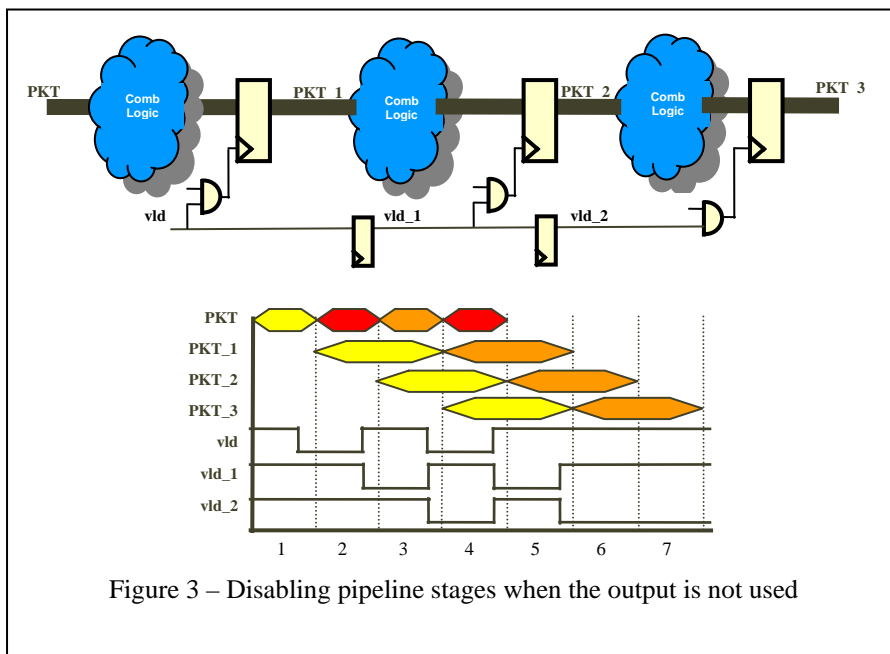 PKT
Comb
Logic
PKT_1
Comb
Logic
PKT_2
Comb
Logic
PKT_3
vld
vld_1
vld_2
PKT
PKT_1
PKT_2
PKT_3
vld
vld_1
vld_2
1 2 3 4 5 6 7
Figure 3 – Disabling pipeline stages when the output is not used